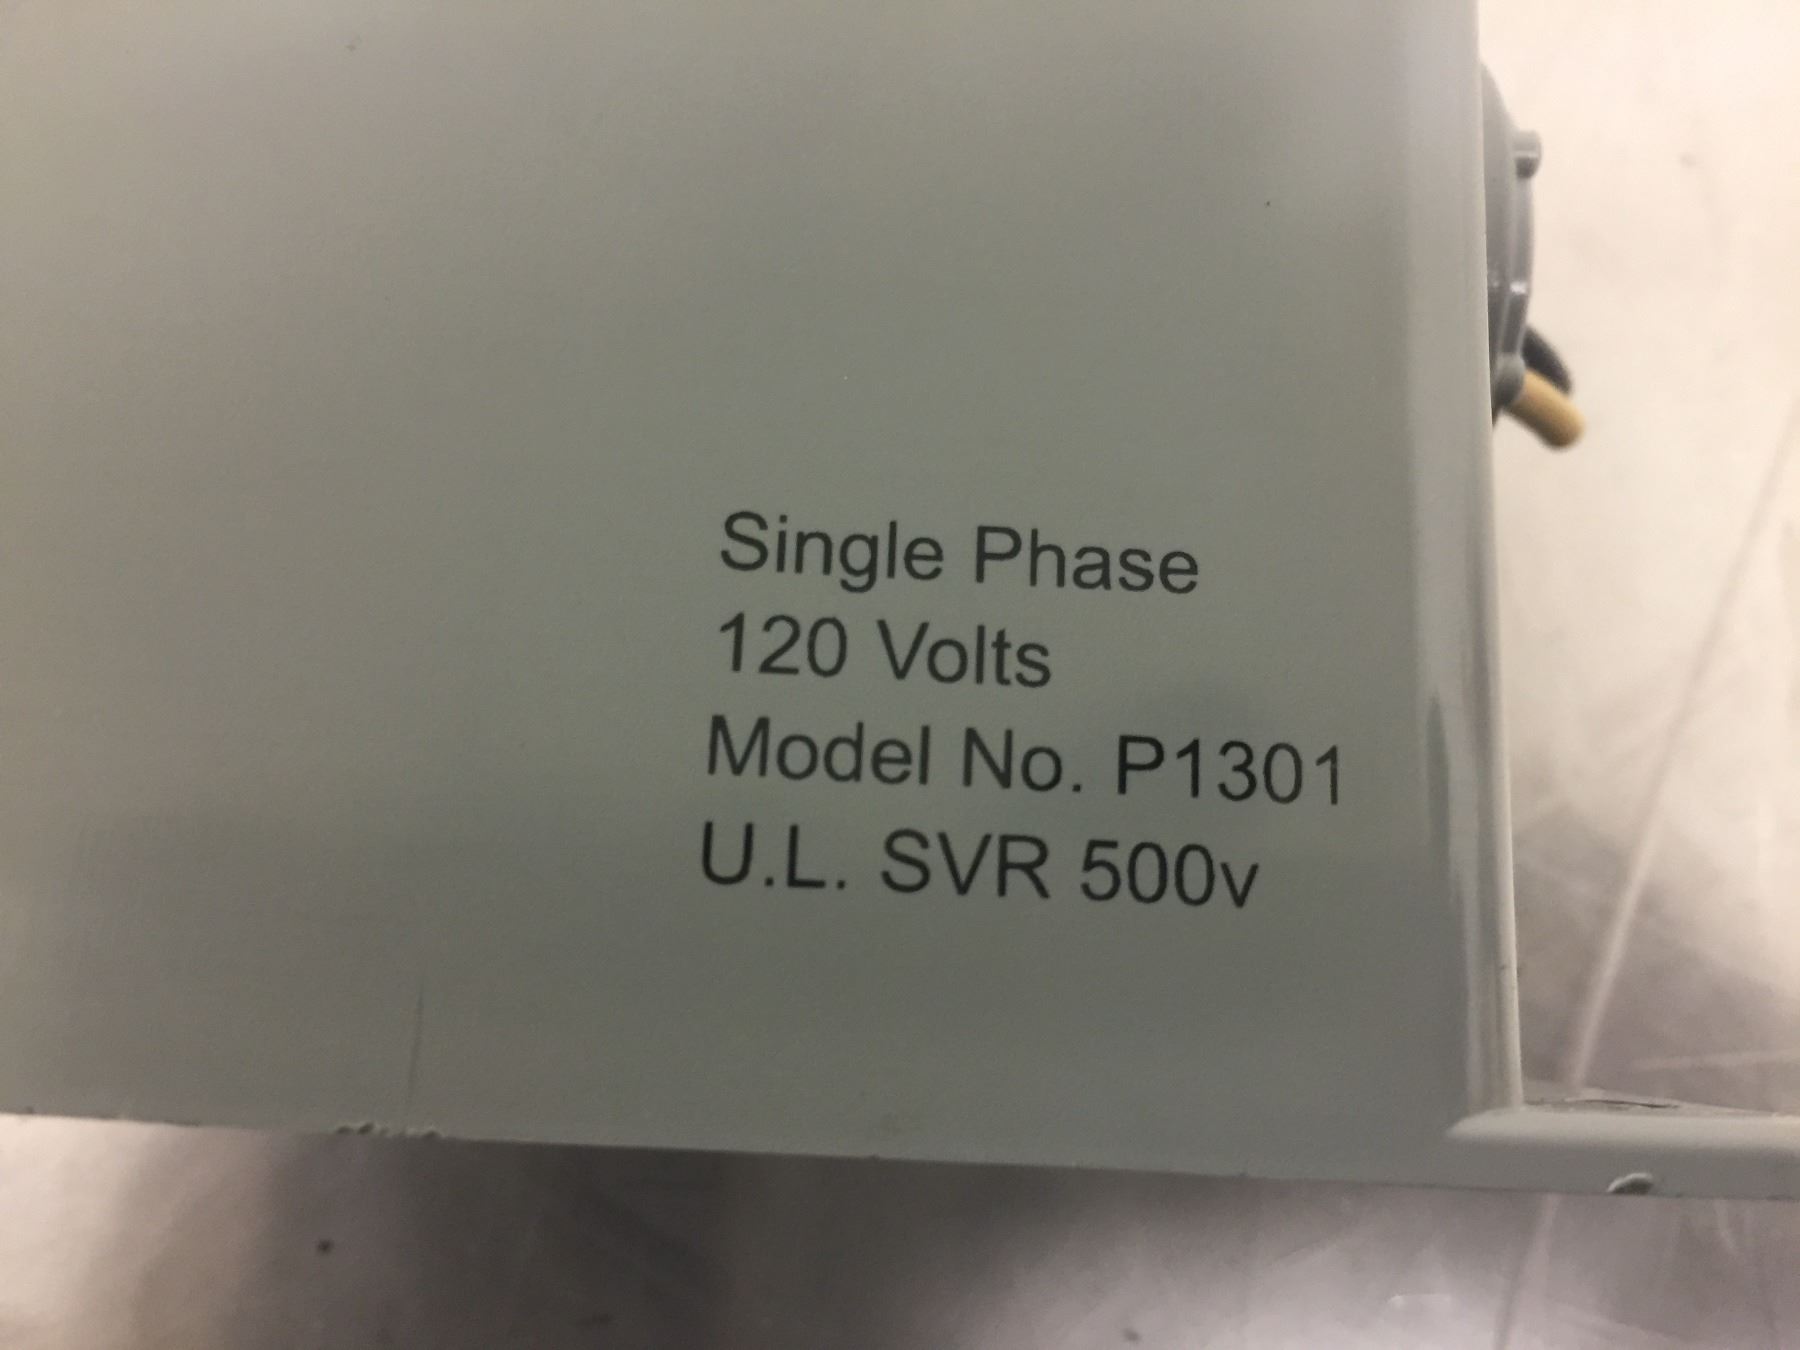 Single Phase
120 Volts
Model No. P1301
U.L. SVR 500v